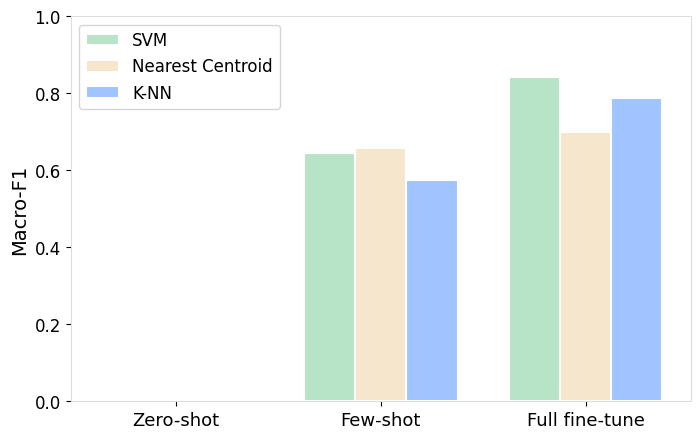 1.0
0.8
0.6
0.4
0.2
0.0
Macro-F1
SVM
Nearest Centroid
K-NN
Zero-shot
Few-shot
Full fine-tune